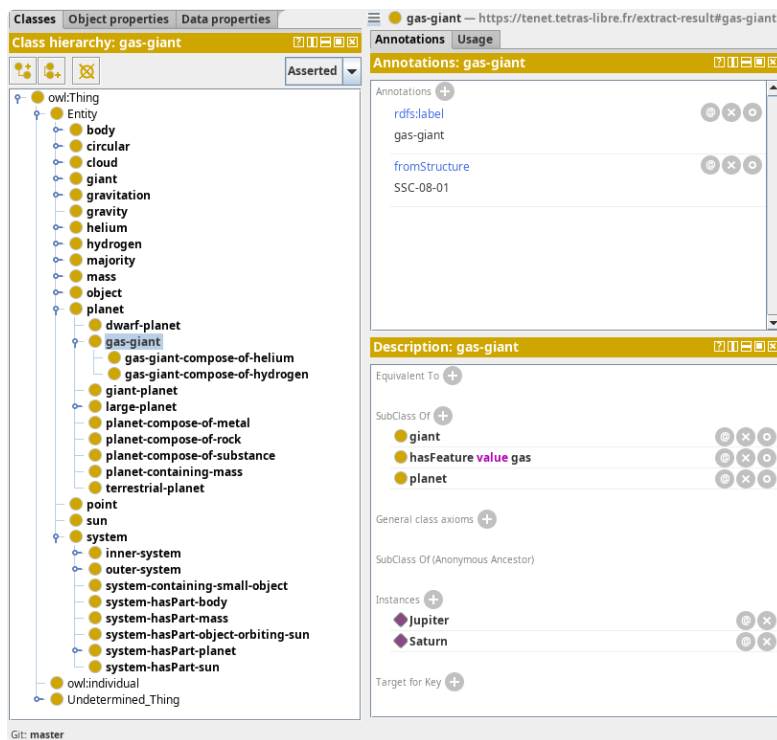 Classes Object properties Data properties
Class hierarchy: gas-giant
Asserted
owl:Thing
Entity
body
circular
cloud
giant
gravitation
gravity
helium
hydrogen
majority
mass
object
planet
dwarf-planet
gas-giant
gas-giant-compose-of-helium
gas-giant-compose-of-hydrogen
giant-planet
large-planet
planet-compose-of-metal
planet-compose-of-rock
planet-compose-of-substance
planet-containing-mass
terrestrial-planet
point
sun
system
inner-system
outer-system
system-containing-small-object
system-hasPart-body
system-hasPart-mass
system-hasPart-object-orbiting-sun
system-hasPart-planet
system-hasPart-sun
owl:individual
Undetermined_Thing
Git: master
gas-giant — https://tenet.tetras-libre.fr/extract-result#gas-giant
Annotations Usage
Annotations: gas-giant
Annotations
rdfs:label
gas-giant
fromStructure
SSC-08-01
Description: gas-giant
Equivalent To
SubClass Of
giant
hasFeature value gas
planet
General class axioms
SubClass Of (Anonymous Ancestor)
Instances
Jupiter
Saturn
Target for Key